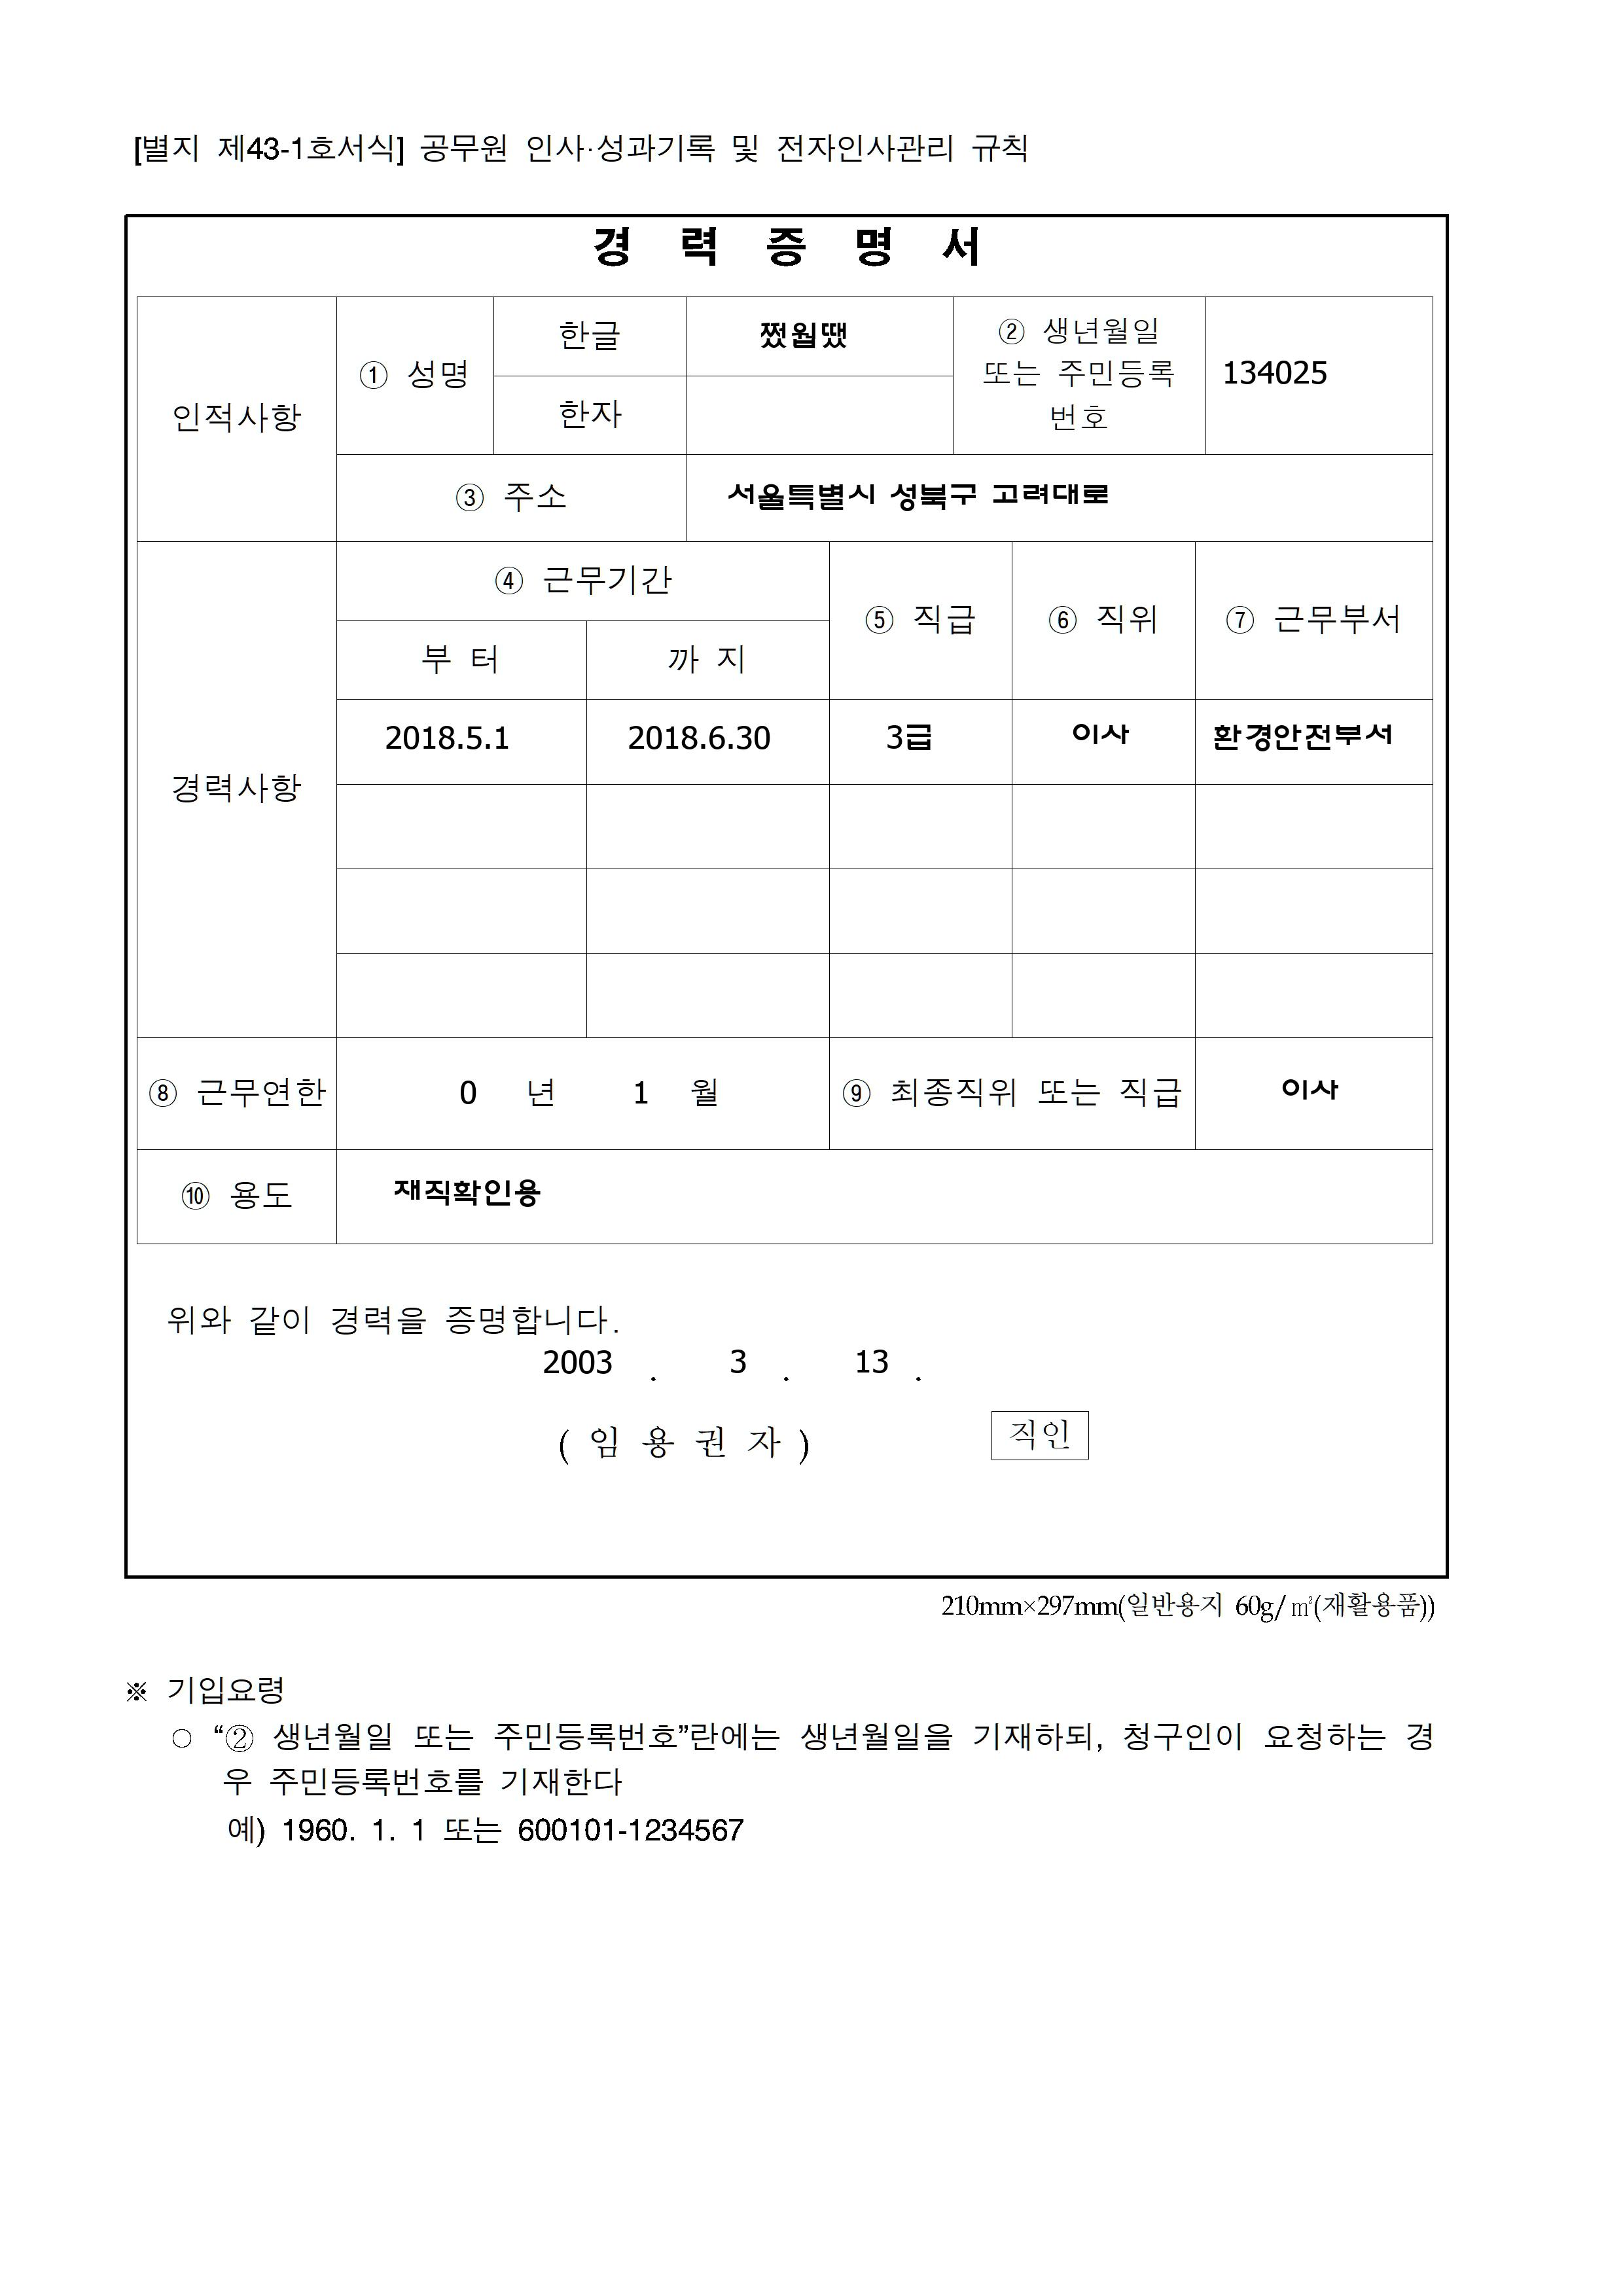 [별지 제43-1호서식] 공무원 인사·성과기록 및 전자인사관리 규칙
경 력 증 명 서
인적사항
① 성명
한글
쩠윕땠
② 생년월일
또는 주민등록
번호
134025
한자
③ 주소
서울특별시 성북구 고려대로
경력사항
④ 근무기간
⑤ 직급
⑥ 직위
⑦ 근무부서
부 터
까 지
2018.5.1
2018.6.30
3급
이사
환경안전부서
⑧ 근무연한
0 년 1 월
⑨ 최종직위 또는 직급
이사
⑩ 용도
재직확인용
위와 같이 경력을 증명합니다.
2003 . 3 . 13 .
( 임 용 권 자 )
직인
210mm×297mm(일반용지 60g/㎡(재활용품))
※ 기입요령
○ “② 생년월일 또는 주민등록번호”란에는 생년월일을 기재하되, 청구인이 요청하는 경
우 주민등록번호를 기재한다
예) 1960. 1. 1 또는 600101-1234567